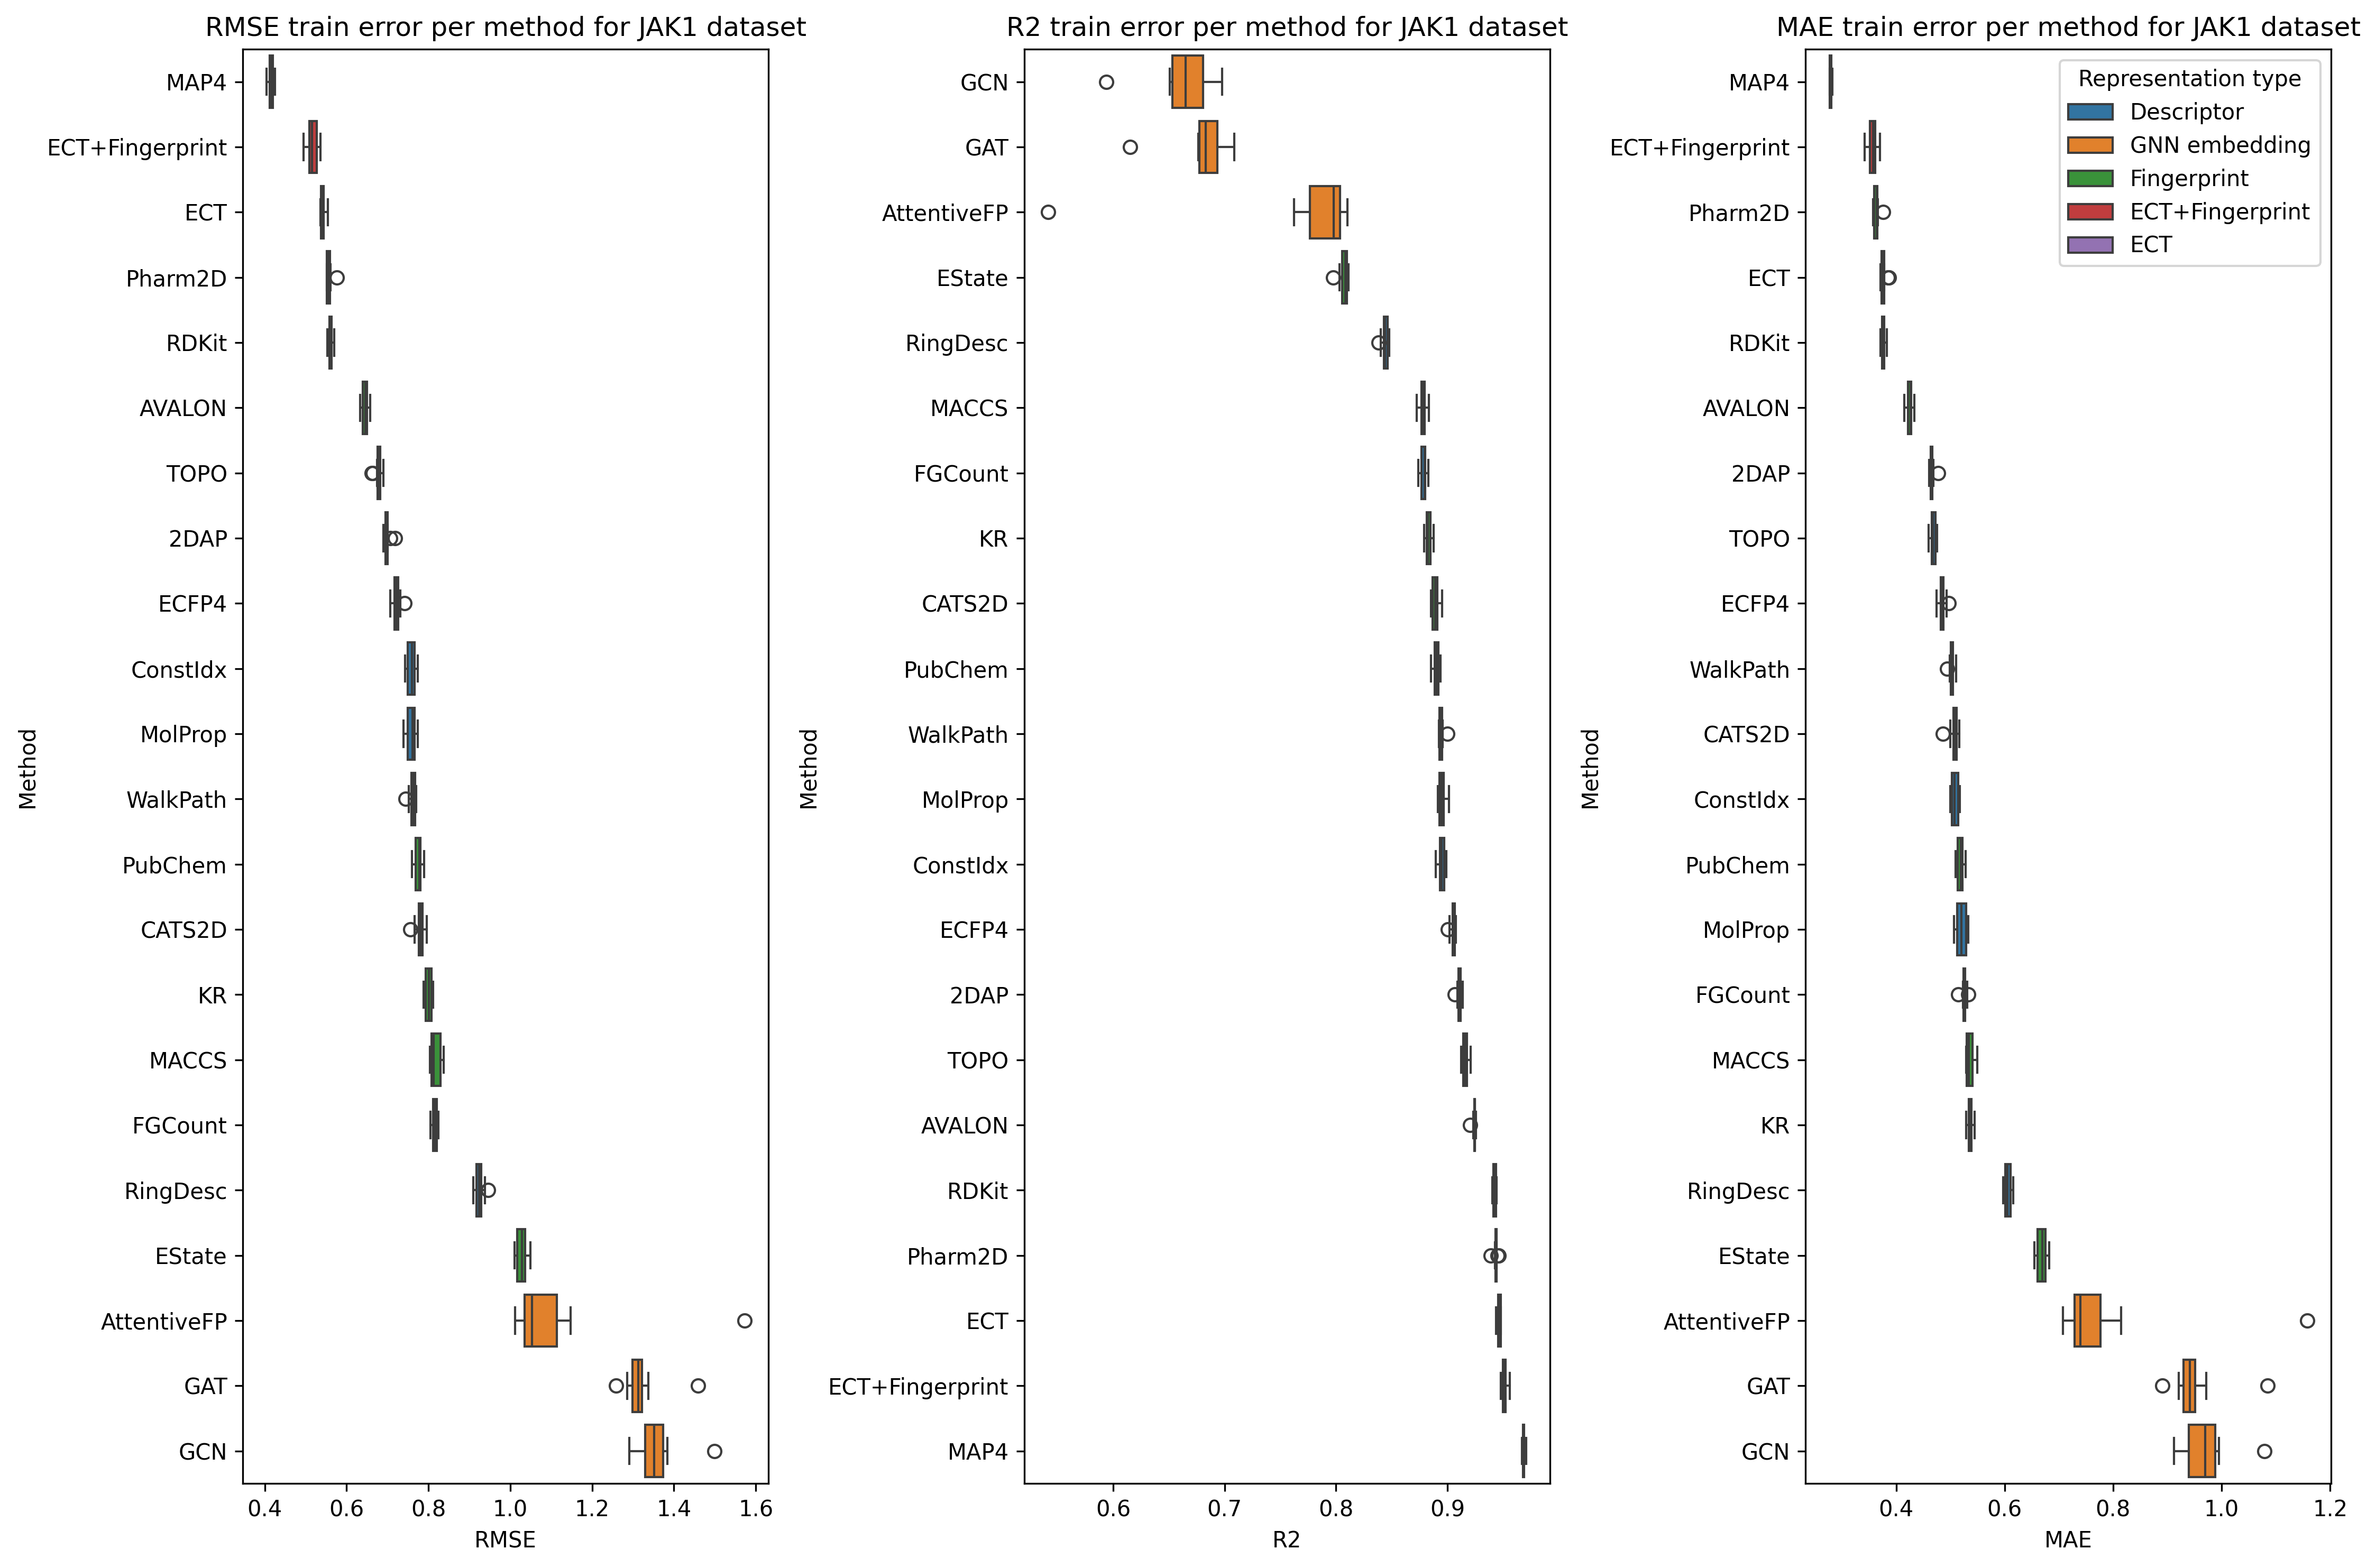 RMSE train error per method for JAK1 dataset
Method
MAP4
ECT+Fingerprint
ECT
Pharm2D
RDKit
AVALON
TOPO
2DAP
ECFP4
ConstIdx
MolProp
WalkPath
PubChem
CATS2D
KR
MACCS
FGCount
RingDesc
EState
AttentiveFP
GAT
GCN
0.4 0.6 0.8 1.0 1.2 1.4 1.6
RMSE
R2 train error per method for JAK1 dataset
Method
GCN
GAT
AttentiveFP
EState
RingDesc
MACCS
FGCount
KR
CATS2D
PubChem
WalkPath
MolProp
ConstIdx
ECFP4
2DAP
TOPO
AVALON
RDKit
Pharm2D
ECT
ECT+Fingerprint
MAP4
0.6 0.7 0.8 0.9
R2
MAE train error per method for JAK1 dataset
Method
MAP4
ECT+Fingerprint
Pharm2D
ECT
RDKit
AVALON
2DAP
TOPO
ECFP4
WalkPath
CATS2D
ConstIdx
PubChem
MolProp
FGCount
MACCS
KR
RingDesc
EState
AttentiveFP
GAT
GCN
0.4 0.6 0.8 1.0 1.2
MAE
Representation type
Descriptor
GNN embedding
Fingerprint
ECT+Fingerprint
ECT